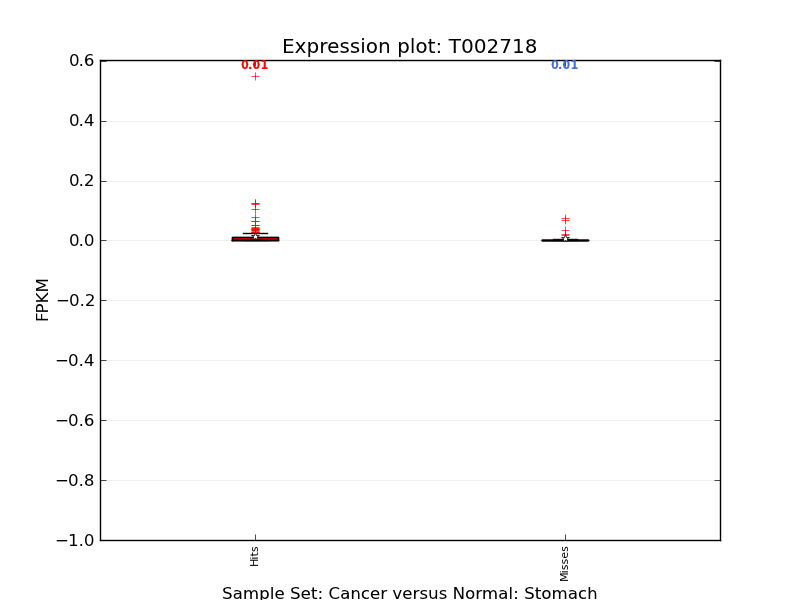 Expression plot: T002718
0.01
0.01
0.6
0.4
0.2
0.0
−0.2
−0.4
−0.6
−0.8
−1.0
FPKM
Hits
Misses
Sample Set: Cancer versus Normal: Stomach